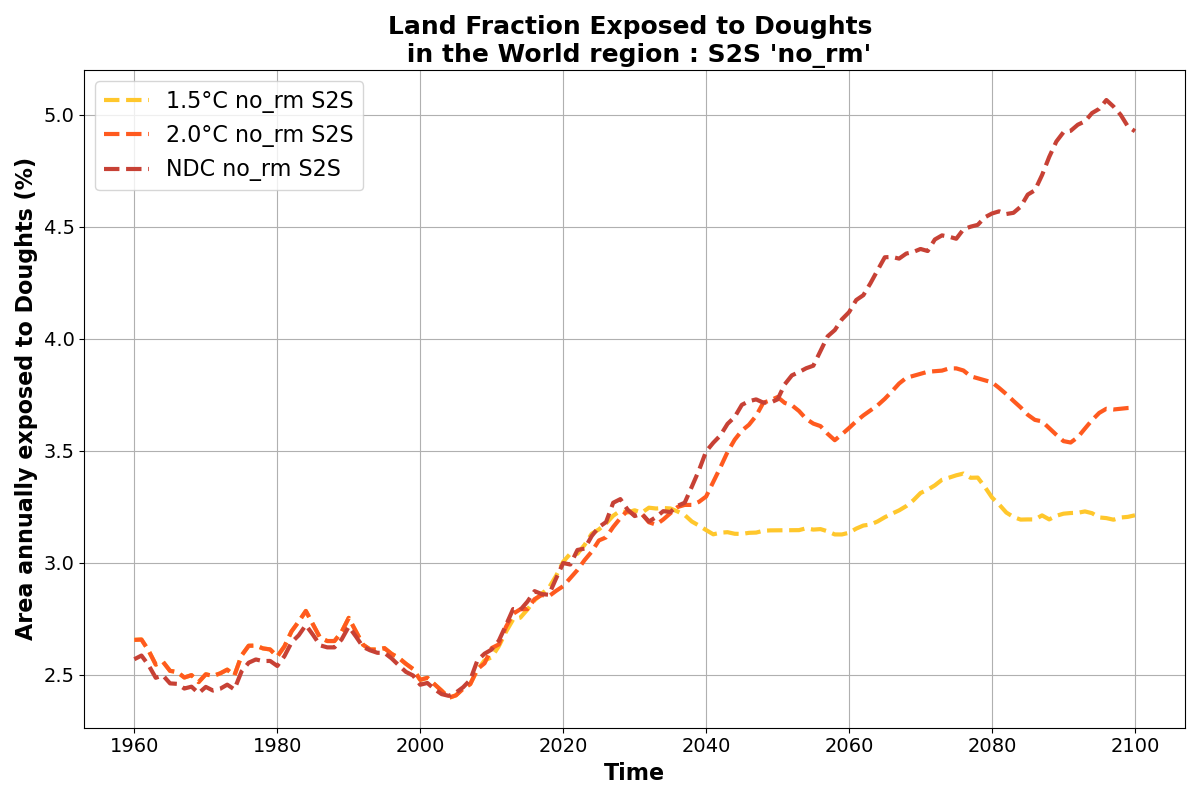 Land Fraction Exposed to Doughts
in the World region : S2S 'no_rm'
1.5°C no_rm S2S
2.0°C no_rm S2S
NDC no_rm S2S
Area annually exposed to Doughts (%)
5.0
4.5
4.0
3.5
3.0
2.5
1960 1980 2000 2020 2040 2060 2080 2100
Time